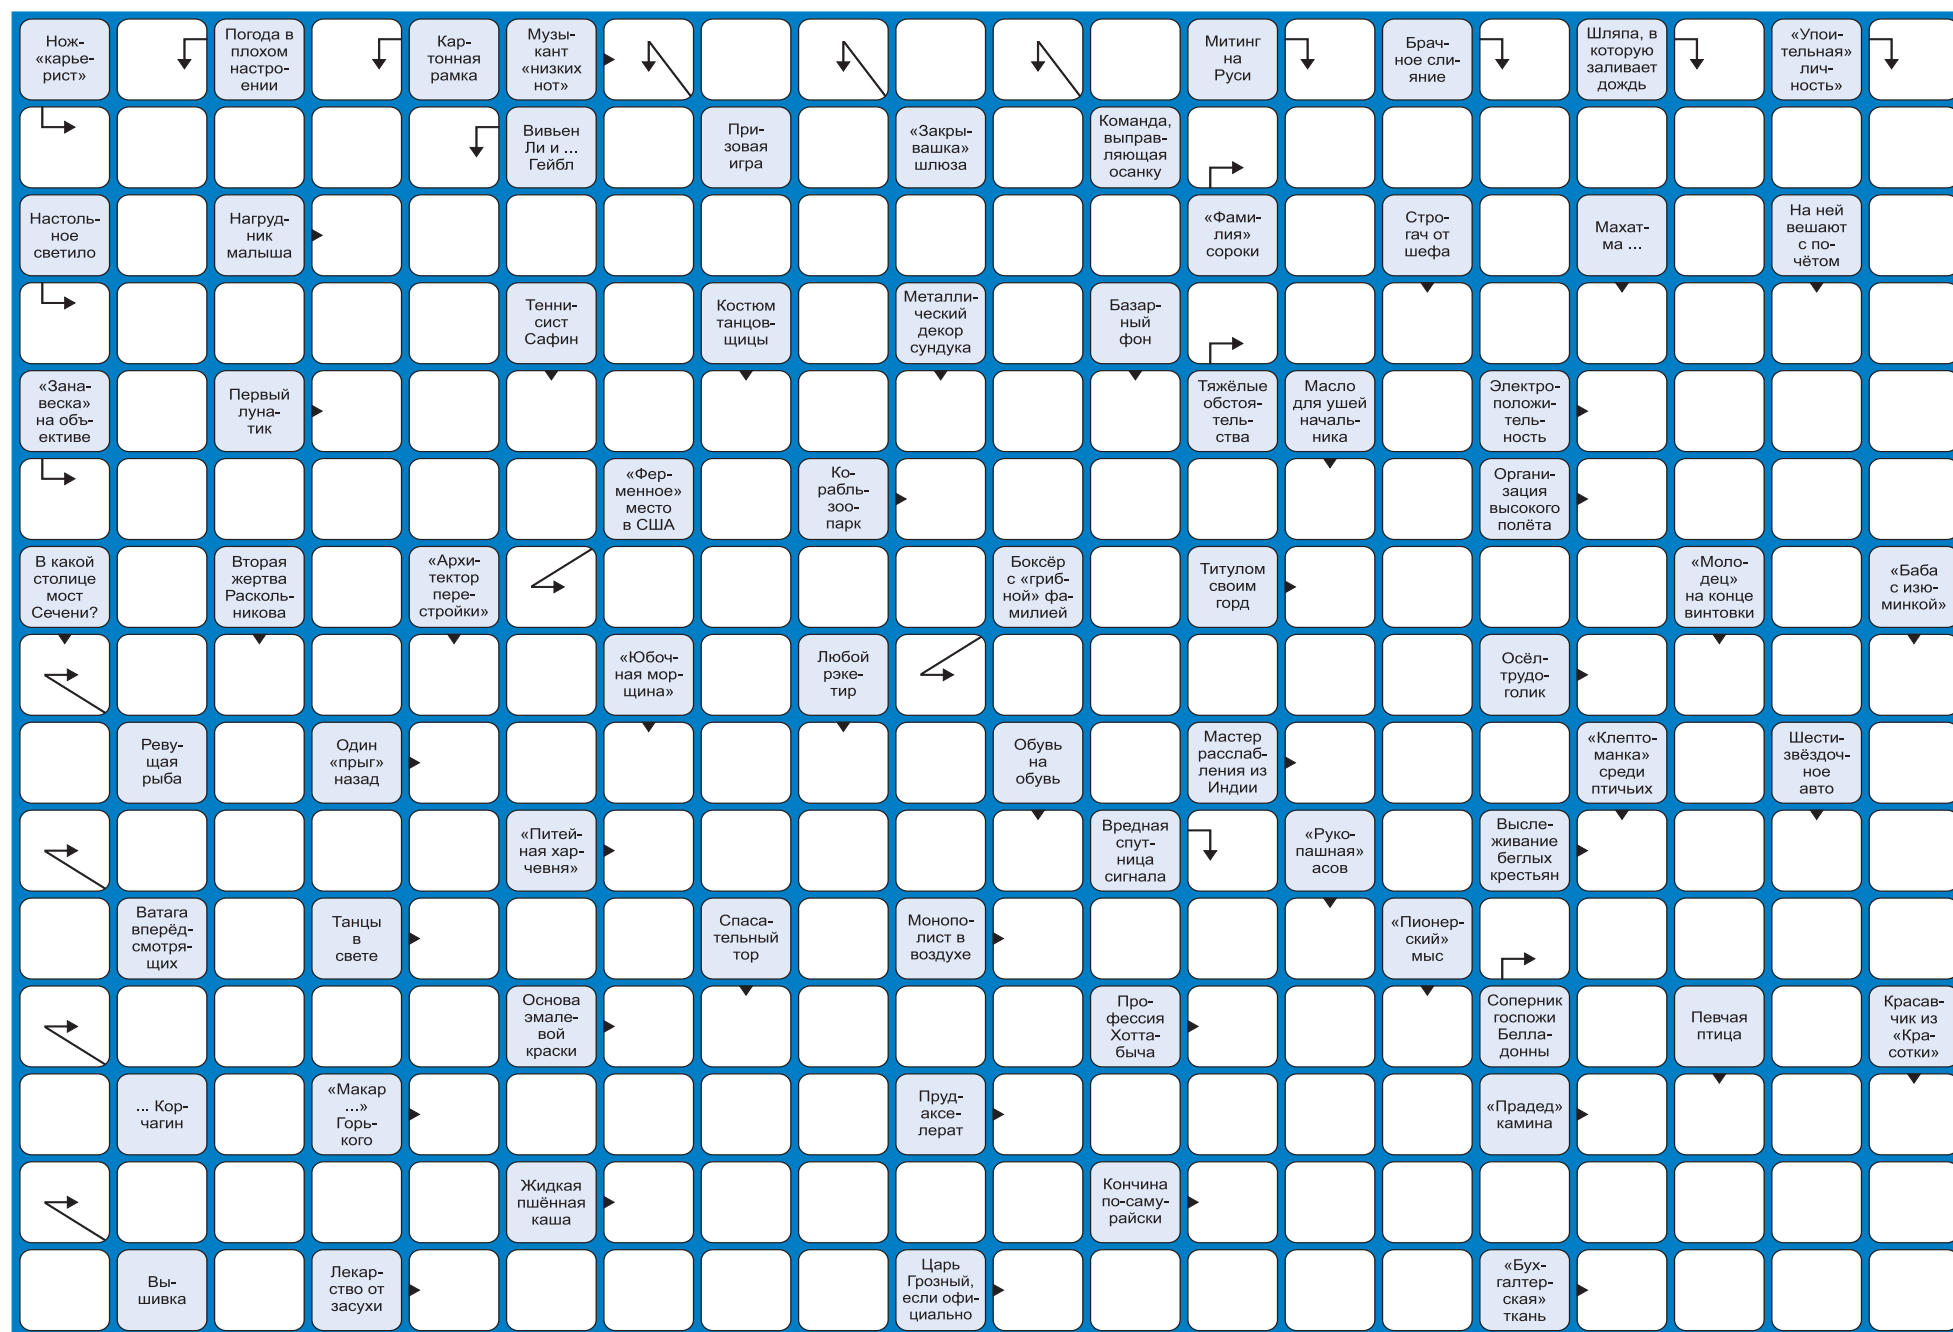 Нож-
«карье-
рист»
Погода в
плохом
настро-
ении
Кар-
тонная
рамка
Музы-
кант
«низких
нот»
Митинг
на
Руси
Брач-
ное сли-
яние
Шляпа, в
которую
заливает
дождь
«Упои-
тельная»
лич-
ность»
Вивьен
Ли и ...
Гейбл
При-
зовая
игра
«Закры-
вашка»
шлюза
Команда,
выправ-
ляющая
осанку
Настоль-
ное
светило
Нагруд-
ник
малыша
«Фами-
лия»
сороки
Стро-
гач от
шефа
Махат-
ма ...
На ней
вешают
с по-
чётом
Тенни-
сист
Сафин
Костюм
танцов-
щицы
Металли-
ческий
декор
сундука
Базар-
ный
фон
«Зана-
веска»
на объ-
ективе
Первый
луна-
тик
Тяжёлые
обстоя-
тель-
ства
Масло
для ушей
началь-
ника
Электро-
положи-
тель-
ность
«Фер-
менное»
место
в США
Ко-
рабль-
зоо-
парк
Органи-
зация
высокого
полёта
В какой
столице
мост
Сечени?
Вторая
жертва
Расколь-
никова
«Архи-
тектор
пере-
стройки»
Боксёр
с «гриб-
ной» фа-
милией
Титулом
своим
горд
«Моло-
дец»
на конце
винтовки
«Баба
с изю-
минкой»
«Юбоч-
ная мор-
щина»
Любой
рэке-
тир
Осёл-
трудо-
голик
Реву-
щая
рыба
Один
«прыг»
назад
Обувь
на
обувь
Мастер
расслаб-
ления из
Индии
«Клепто-
манка»
среди
птичьих
Шести-
звёздоч-
ное
авто
«Питей-
ная хар-
чевня»
Вредная
спут-
ница
сигнала
«Руко-
пашная»
асов
Высле-
живание
беглых
крестьян
Ватага
вперёд-
смотря-
щих
Танцы
в
свете
Спаса-
тельный
тор
Монопо-
лист в
воздухе
«Пионер-
ский»
мыс
Основа
эмале-
вой
краски
Про-
фессия
Хотта-
быча
Соперник
госпожи
Белла-
донны
Певчая
птица
Красав-
чик из
«Кра-
сотки»
... Кор-
чагин
«Макар
...»
Горь-
кого
Пруд-
аксе-
лерат
«Прадед»
камина
Жидкая
пшённая
каша
Кончина
по-саму-
райски
Вы-
шивка
Лекар-
ство от
засухи
Царь
Грозный,
если офи-
циально
«Бух-
галтер-
ская»
ткань